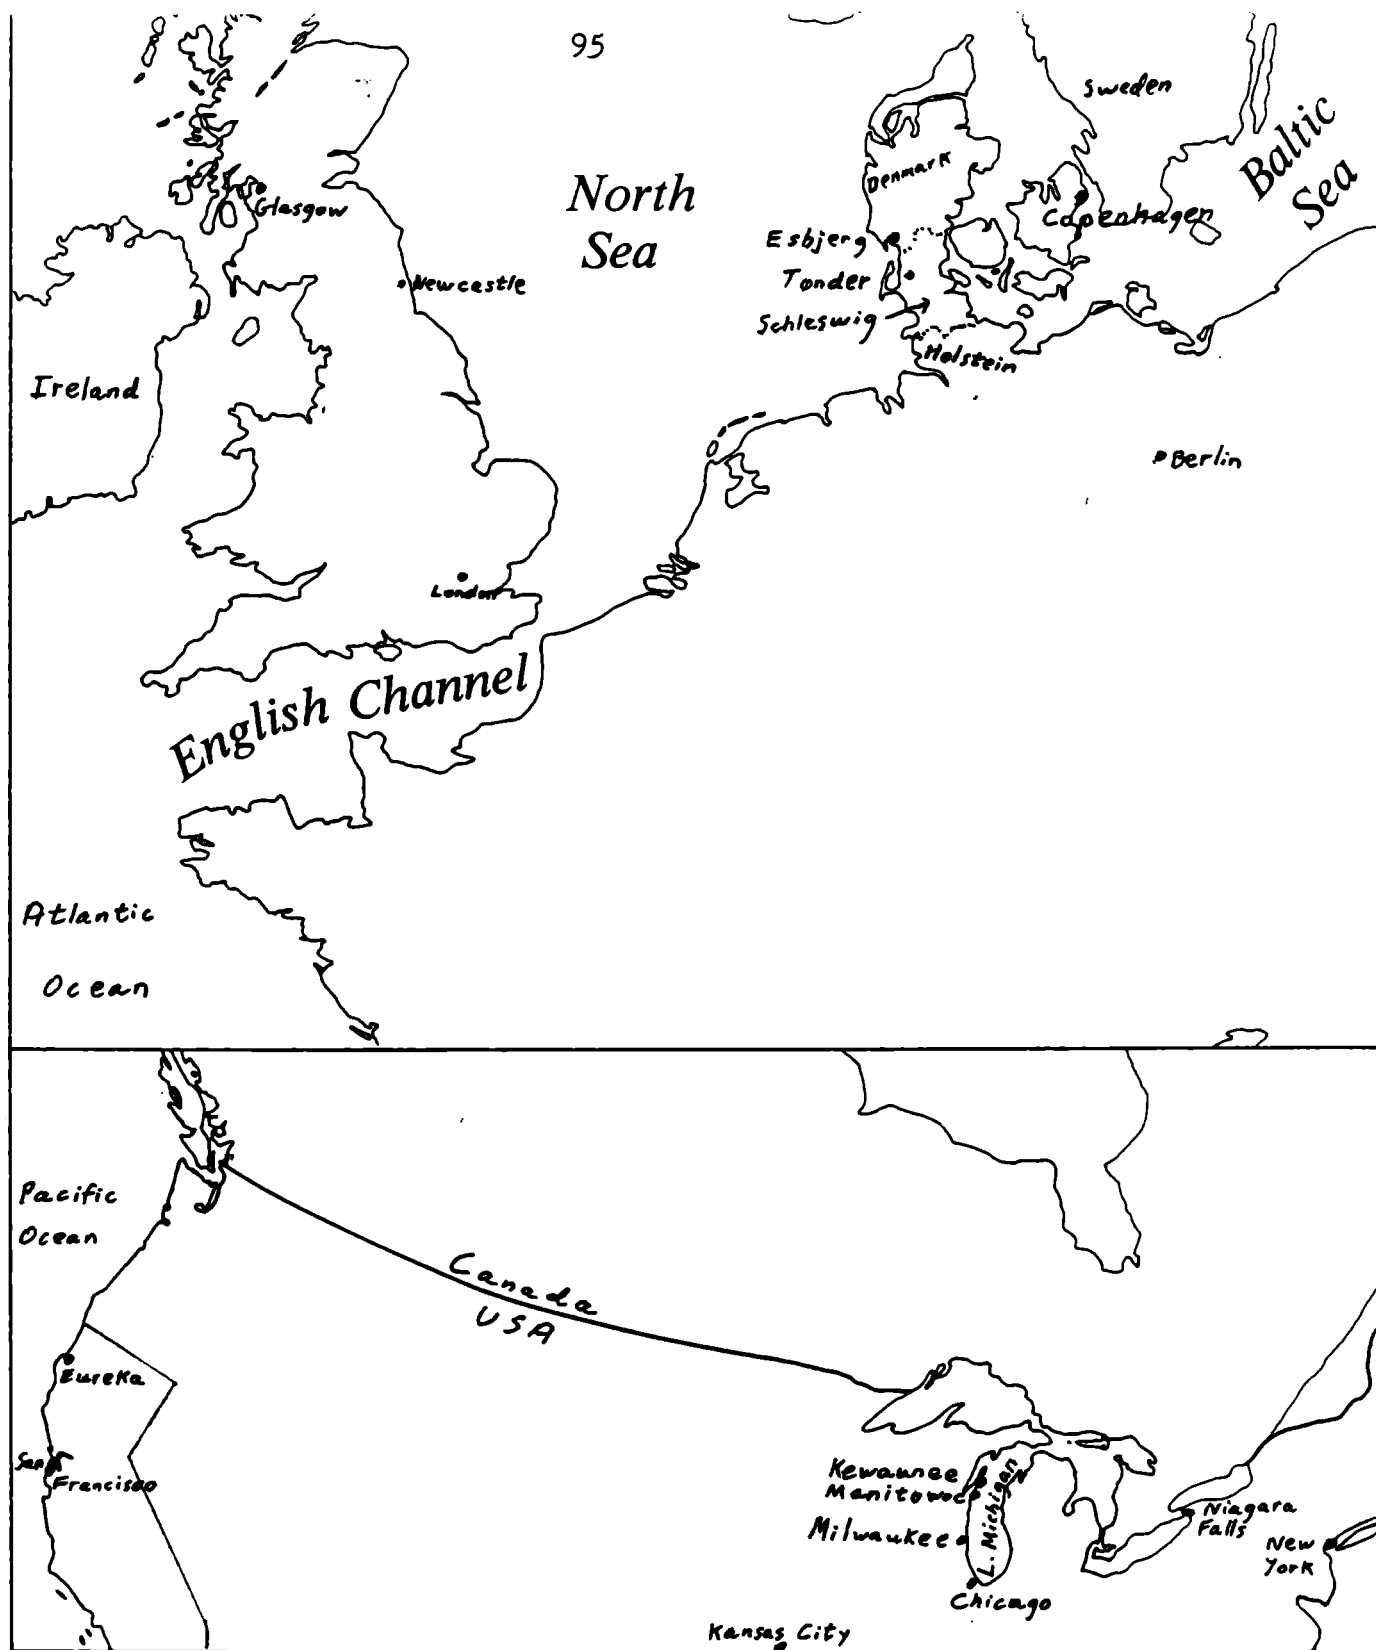 95
Sweden
Baltic
Sea
Denmark
North
Sea
Glasgow
Copenhagen
Esbjerg
Tønder
Newcastle
Schleswig
Holstein
Ireland
Berlin
London
English Channel
Atlantic
Ocean
Pacific
Ocean
Canada
USA
Eureka
San
Francisco
Kewaunee
Manitowoc
L. Michigan
Milwaukee
Niagara
Falls
New
York
Chicago
Kansas City